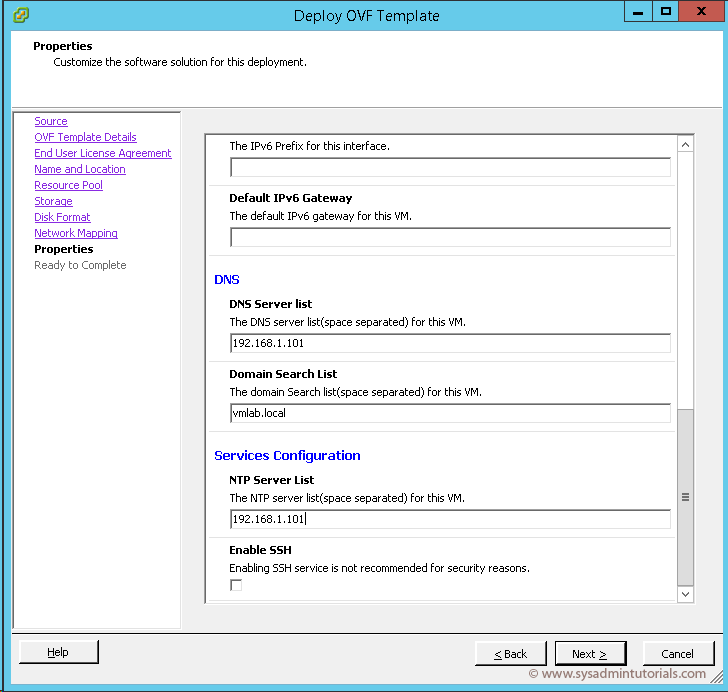 Deploy OVF Template
Properties
Customize the software solution for this deployment.
Source
OVF Template Details
End User License Agreement
Name and Location
Resource Pool
Storage
Disk Format
Network Mapping
Properties
Ready to Complete
The IPv6 Prefix for this interface.
Default IPv6 Gateway
The default IPv6 gateway for this VM.
DNS
DNS Server list
The DNS server list(space separated) for this VM.
192.168.1.101
Domain Search List
The domain Search list(space separated) for this VM.
vmlab.local
Services Configuration
NTP Server List
The NTP server list(space separated) for this VM.
192.168.1.101
Enable SSH
Enabling SSH service is not recommended for security reasons.
Help
< Back
Next >
Cancel
© www.sysadmintutorials.com